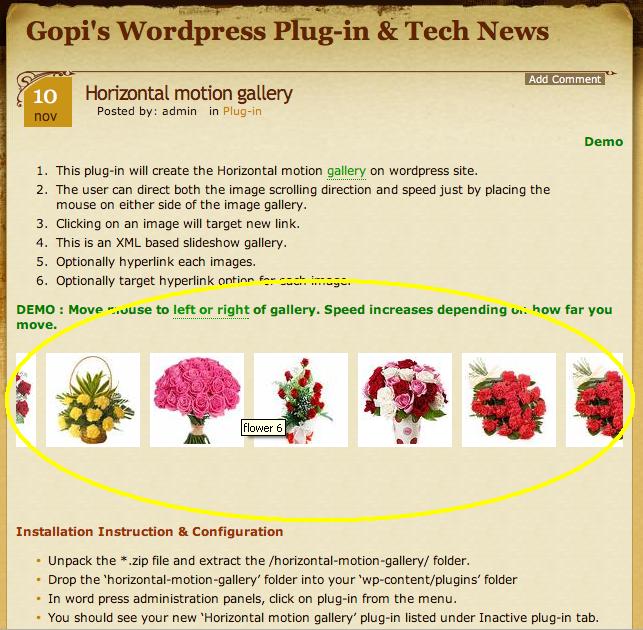 Gopi's Wordpress Plug-in & Tech News
Add Comment
10
nov
Horizontal motion gallery
Posted by: admin in Plug-in
Demo
1. This plug-in will create the Horizontal motion gallery on wordpress site.
2. The user can direct both the image scrolling direction and speed just by placing the
mouse on either side of the image gallery.
3. Clicking on an image will target new link.
4. This is an XML based slideshow gallery.
5. Optionally hyperlink each images.
6. Optionally target hyperlink option for each image.
DEMO : Move mouse to left or right of gallery. Speed increases depending on how far you
move.
flower 6
Installation Instruction & Configuration
• Unpack the *.zip file and extract the /horizontal-motion-gallery/ folder.
• Drop the ‘horizontal-motion-gallery’ folder into your ‘wp-content/plugins’ folder
• In word press administration panels, click on plug-in from the menu.
• You should see your new ‘Horizontal motion gallery’ plug-in listed under Inactive plug-in tab.